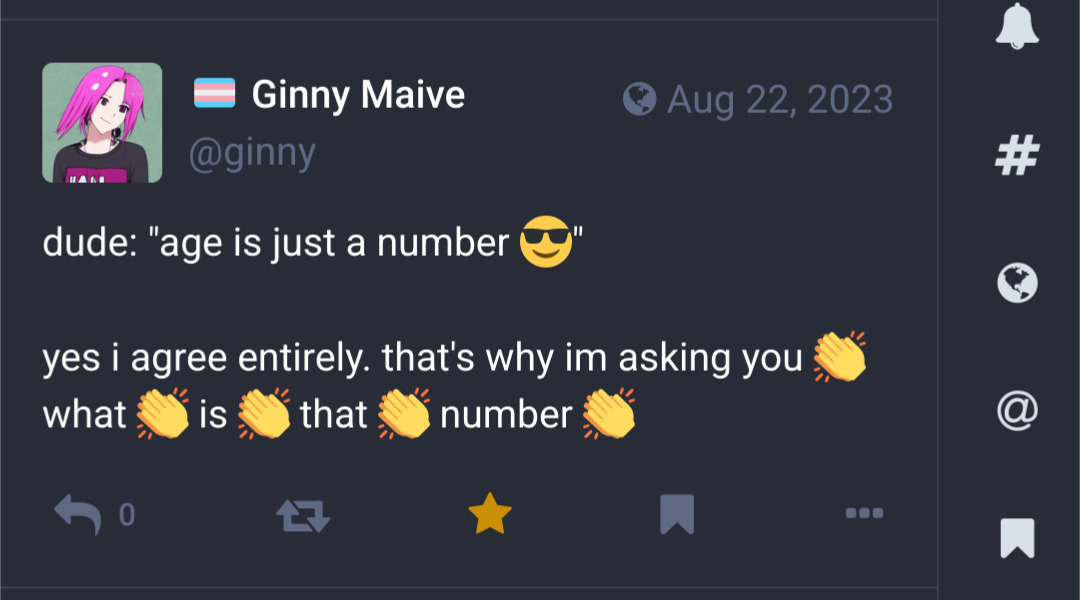 Ginny Maive
Aug 22, 2023
@ginny
dude: "age is just a number 😎"
yes i agree entirely. that's why im asking you 👏
what 👏 is 👏 that 👏 number 👏
0